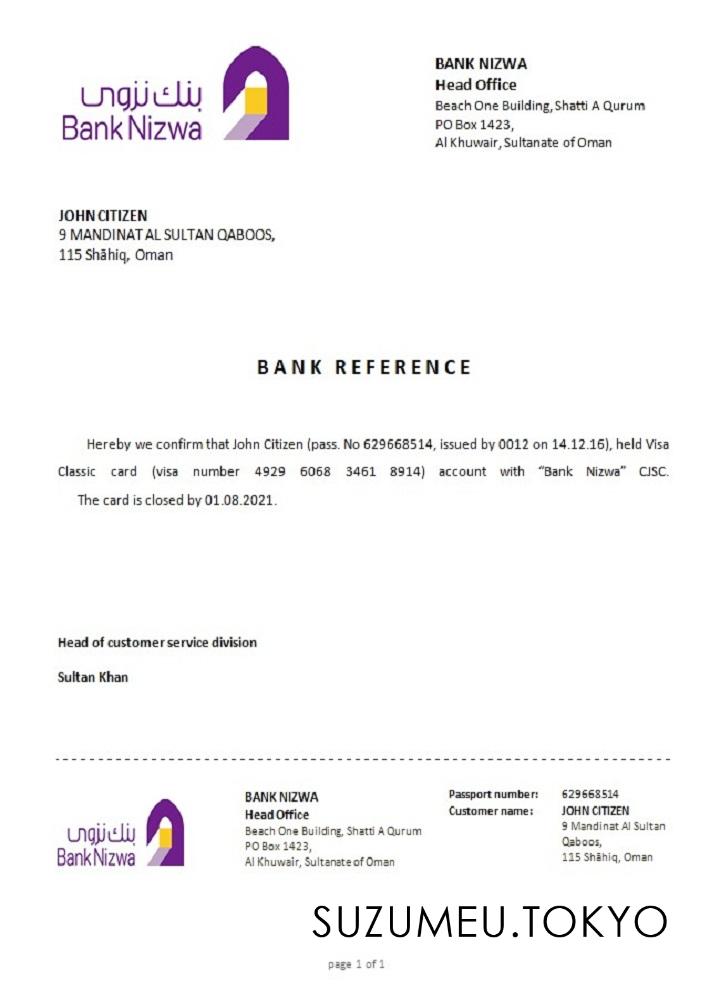 بنك نزوى
Bank Nizwa
BANK NIZWA
Head Office
Beach One Building, Shatti A Qurum
PO Box 1423,
Al Khuwair, Sultanate of Oman
JOHN CITIZEN
9 MANDINAT AL SULTAN QABOOS,
115 Shāhiq, Oman
BANK REFERENCE
Hereby we confirm that John Citizen (pass. No 629668514, issued by 0012 on 14.12.16), held Visa
Classic card (visa number 4929 6068 3461 8914) account with “Bank Nizwa” CJSC.
The card is closed by 01.08.2021.
Head of customer service division
Sultan Khan
بنك نزوى
Bank Nizwa
BANK NIZWA
Head Office
Beach One Building, Shatti A Qurum
PO Box 1423,
Al Khuwair, Sultanate of Oman
Passport number: 629668514
Customer name: JOHN CITIZEN
9 Mandinat Al Sultan
Qaboos,
115 Shāhiq, Oman
SUZUMEU.TOKYO
page 1 of 1